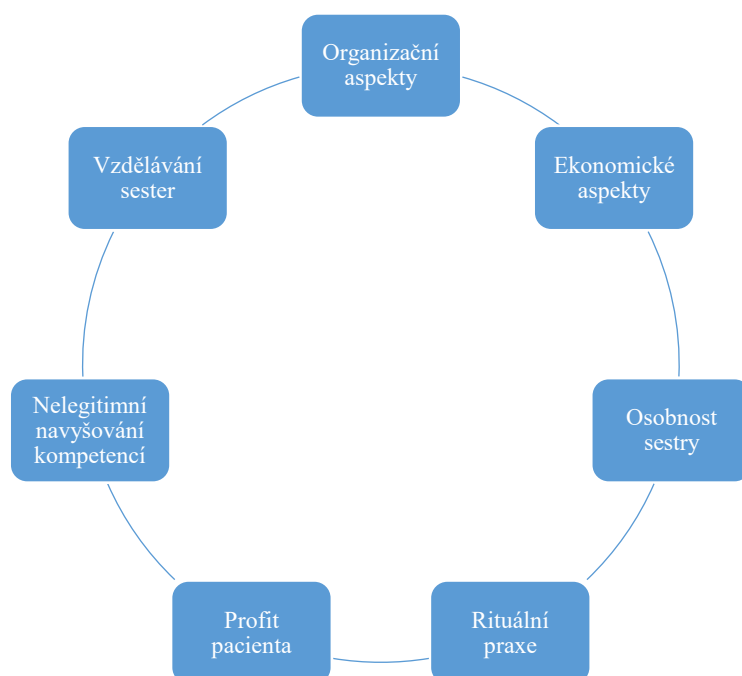 Organizační
aspekty
Ekonomické
aspekty
Osobnost
sestry
Rituální
praxe
Profit
pacienta
Nelegitimní
navyšování
kompetencí
Vzdělávání
sester